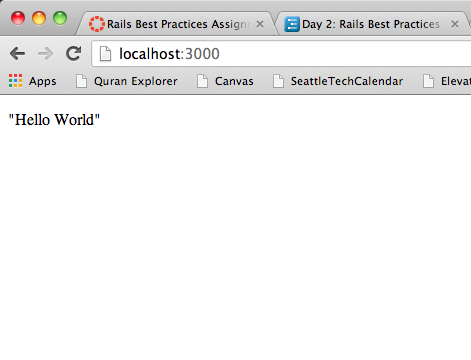 Rails Best Practices Assign
Day 2: Rails Best Practices
localhost:3000
Apps Quran Explorer Canvas SeattleTechCalendar Elevat
"Hello World"